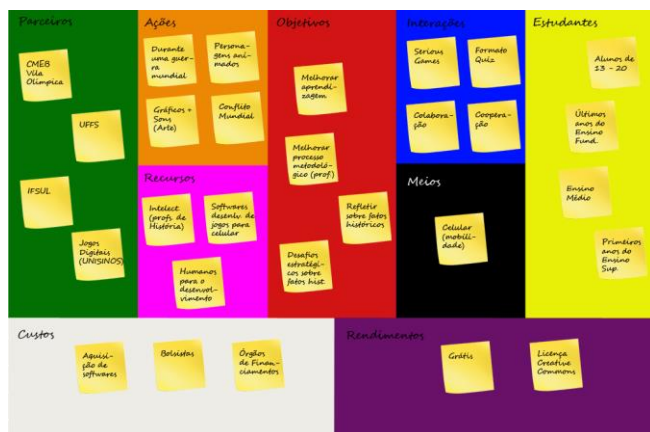 Parceiros
CMEB
Vila
Olímpica
UFFS
IFSUL
Jogos
Digitais
(UNISINOS)
Ações
Durante
uma guer-
ra
mundial
Persona-
gens ani-
mados
Gráficos +
Sons
(Arte)
Conflito
Mundial
Recursos
Intelect
(profs. de
História)
Softwares
desenv. de
jogos para
celular
Humanos
para o
desenvol-
vimento
Objetivos
Melhorar
aprendi-
zagem
Melhorar
processo
metodoló-
gico (prof.)
Refletir
sobre fatos
históricos
Desafios
estratégi-
cos sobre
fatos hist.
Interações
Serious
Games
Formato
Quiz
Colabora-
ção
Coopera-
ção
Meios
Celular
(mobili-
dade)
Estudantes
Alunos de
13 - 20
Últimos
anos do
Ensino
Fund.
Ensino
Médio
Primeiros
anos do
Ensino
Sup.
Custos
Aquisi-
ção de
softwares
Bolsistas
Órgãos
de Finan-
ciamentos
Rendimentos
Grátis
Licença
Creative
Commons